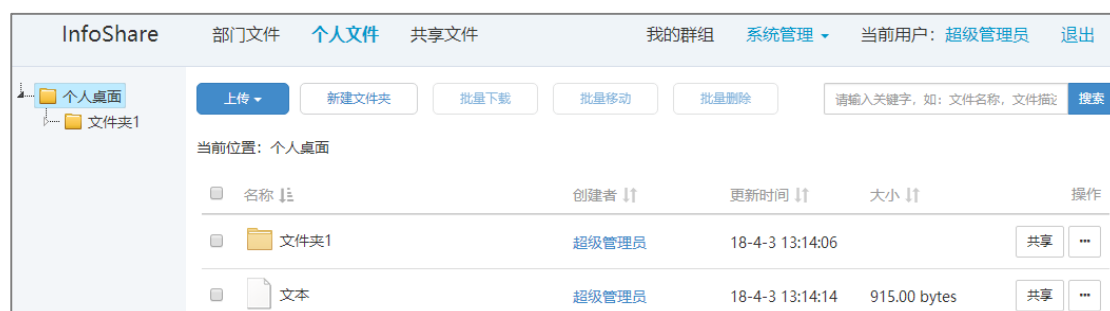 InfoShare 部门文件 个人文件 共享文件 我的群组 系统管理 当前用户：超级管理员 退出
个人桌面
文件夹1
上传 新建文件夹 批量下载 批量移动 批量删除 请输入关键字，如：文件名称，文件描述 搜索
当前位置：个人桌面
名称 创建者 更新时间 大小 操作
文件夹1 超级管理员 18-4-3 13:14:06 共享 ···
文本 超级管理员 18-4-3 13:14:14 915.00 bytes 共享 ···